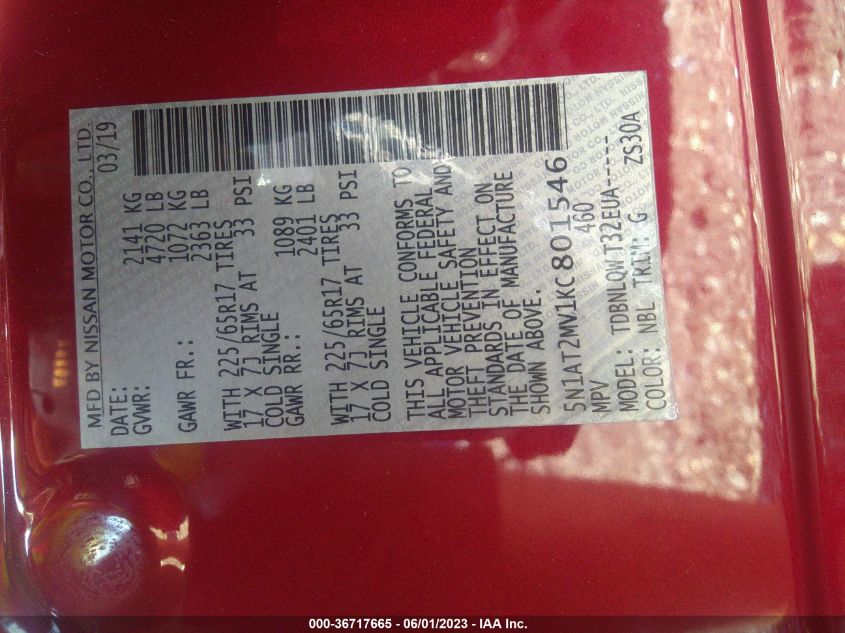 MFD BY NISSAN MOTOR CO., LTD.
DATE: 03/19
GVWR: 2141 KG
4720 LB
GAWR FR.: 1072 KG
2363 LB
WITH 225/65R17 TIRES
17 X 7J RIMS AT 33 PSI
COLD SINGLE
GAWR RR.: 1089 KG
2401 LB
WITH 225/65R17 TIRES
17 X 7J RIMS AT 33 PSI
COLD SINGLE
THIS VEHICLE CONFORMS TO
ALL APPLICABLE FEDERAL
MOTOR VEHICLE SAFETY AND
THEFT PREVENTION
STANDARDS IN EFFECT ON
THE DATE OF MANUFACTURE
SHOWN ABOVE.
5N1AT2MV1KC801546
MPV 460
MODEL: TDBNLQWT32EUA-----
COLOR: NBL TRIM: G ZS30A
000-36717665 - 06/01/2023 - IAA Inc.